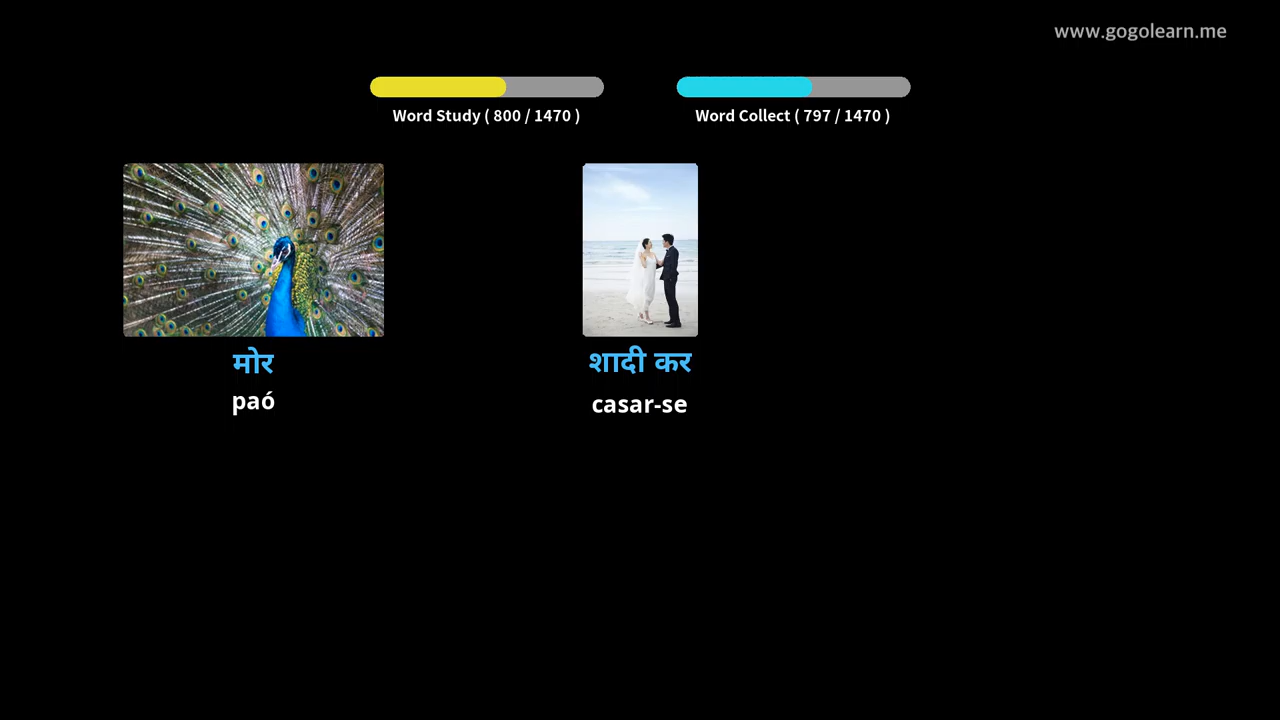 www.gogolearn.me
Word Study ( 800 / 1470 )
Word Collect ( 797 / 1470 )
मोर
paó
शादी कर
casar-se